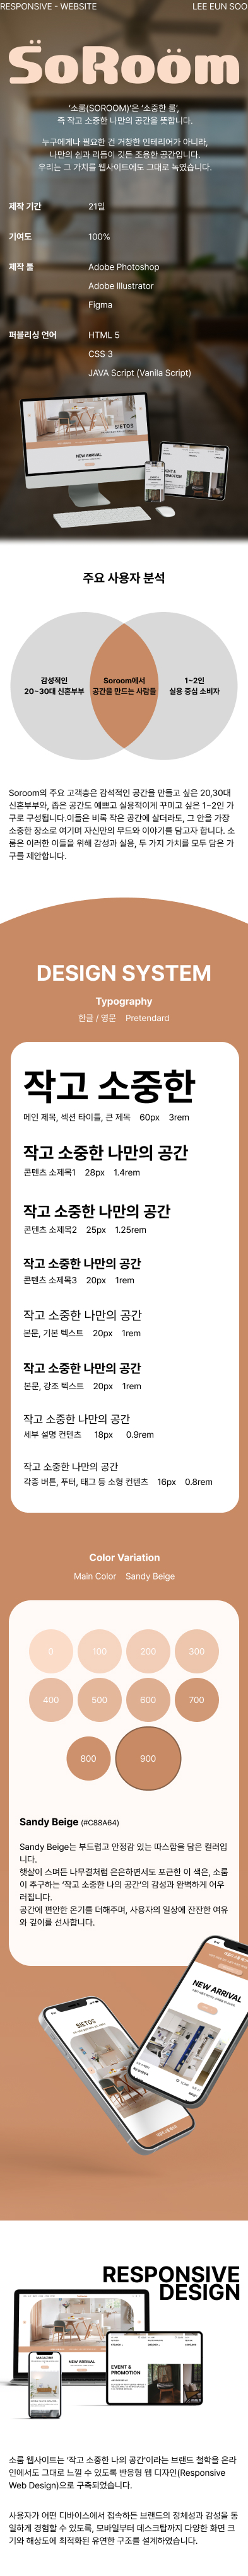 RESPONSIVE - WEBSITE
LEE EUN SOO
SoRoöm
'소룸(SOROOM)'은 '소중한 룸',
즉 작고 소중한 나만의 공간을 뜻합니다.
누구에게나 필요한 건 거창한 인테리어가 아니라,
나만의 쉼과 리듬이 깃든 조용한 공간입니다.
우리는 그 가치를 웹사이트에도 그대로 녹였습니다.
제작 기간 21일
기여도 100%
제작 툴 Adobe Photoshop
Adobe Illustrator
Figma
퍼블리싱 언어 HTML 5
CSS 3
JAVA Script (Vanila Script)
SIETOS
NEW ARRIVAL
주요 사용자 분석
감성적인
20~30대 신혼부부
Soroom에서
공간을 만드는 사람들
1~2인
실용 중심 소비자
Soroom의 주요 고객층은 감석적인 공간을 만들고 싶은 20,30대
신혼부부와, 좁은 공간도 예쁘고 실용적이게 꾸미고 싶은 1~2인 가
구로 구성됩니다.이들은 비록 작은 공간에 살더라도, 그 안을 가장
소중한 장소로 여기며 자신만의 무드와 이야기를 담고자 합니다. 소
룸은 이러한 이들을 위해 감성과 실용, 두 가지 가치를 모두 담은 가
구를 제안합니다.
DESIGN SYSTEM
Typography
한글 / 영문 Pretendard
작고 소중한
메인 제목, 섹션 타이틀, 큰 제목 60px 3rem
작고 소중한 나만의 공간
콘텐츠 소제목1 28px 1.4rem
작고 소중한 나만의 공간
콘텐츠 소제목2 25px 1.25rem
작고 소중한 나만의 공간
콘텐츠 소제목3 20px 1rem
작고 소중한 나만의 공간
본문, 기본 텍스트 20px 1rem
작고 소중한 나만의 공간
본문, 강조 텍스트 20px 1rem
작고 소중한 나만의 공간
세부 설명 컨텐츠 18px 0.9rem
작고 소중한 나만의 공간
각종 버튼, 푸터, 태그 등 소형 컨텐츠 16px 0.8rem
Color Variation
Main Color Sandy Beige
0 100 200 300
400 500 600 700
800 900
Sandy Beige (#C88A64)
Sandy Beige는 부드럽고 안정감 있는 따스함을 담은 컬러입
니다.
햇살이 스며든 나무결처럼 은은하면서도 포근한 이 색은, 소룸
이 추구하는 '작고 소중한 나의 공간'의 감성과 완벽하게 어우
러집니다.
공간에 편안한 온기를 더해주며, 사용자의 일상에 잔잔한 여유
와 깊이를 선사합니다.
NEW ARRIVAL
SIETOS
RESPONSIVE
DESIGN
NEW ARRIVAL
EVENT &
PROMOTION
소룸 웹사이트는 '작고 소중한 나의 공간'이라는 브랜드 철학을 온라
인에서도 그대로 느낄 수 있도록 반응형 웹 디자인(Responsive
Web Design)으로 구축되었습니다.
사용자가 어떤 디바이스에서 접속하든 브랜드의 정체성과 감성을 동
일하게 경험할 수 있도록, 모바일부터 데스크탑까지 다양한 화면 크
기와 해상도에 최적화된 유연한 구조를 설계하였습니다.